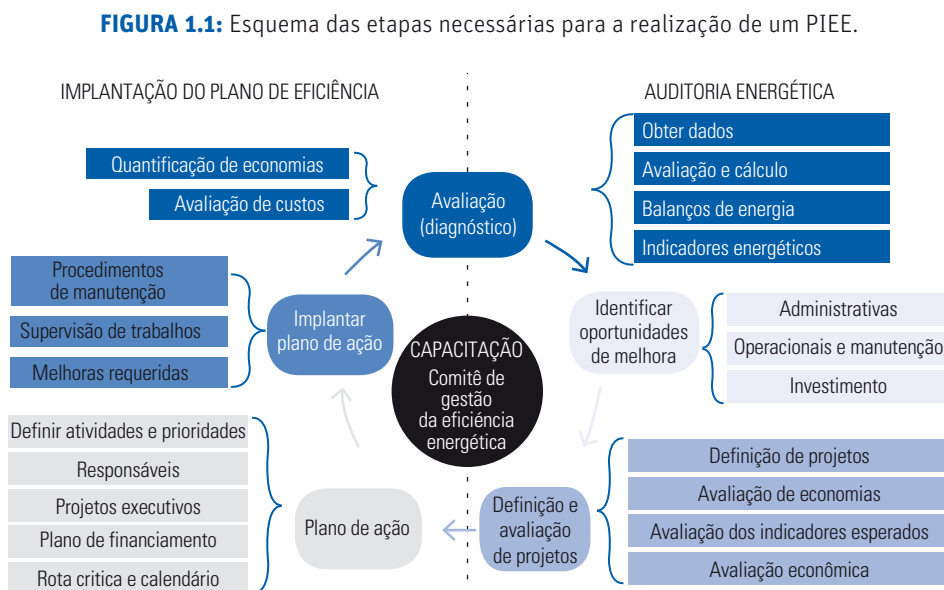 FIGURA 1.1: Esquema das etapas necessárias para a realização de um PIEE.
IMPLANTAÇÃO DO PLANO DE EFICIÊNCIA
AUDITORIA ENERGÉTICA
Quantificação de economias
Avaliação de custos
Avaliação
(diagnóstico)
Obter dados
Avaliação e cálculo
Balanços de energia
Indicadores energéticos
Procedimentos
de manutenção
Supervisão de trabalhos
Melhoras requeridas
Implantar
plano de ação
CAPACITAÇÃO
Comitê de
gestão
da eficiéncia
energética
Identificar
oportunidades
de melhora
Administrativas
Operacionais e manutenção
Investimento
Definir atividades e prioridades
Responsáveis
Projetos executivos
Plano de financiamento
Rota critica e calendário
Plano de ação
Definição e
avaliação
de projetos
Definição de projetos
Avaliação de economias
Avaliação dos indicadores esperados
Avaliação econômica